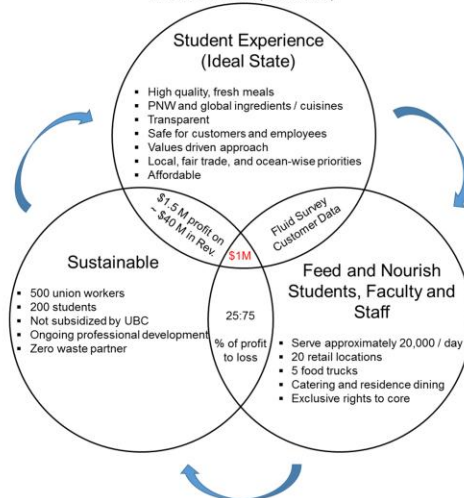 Student Experience
(Ideal State)
▪ High quality, fresh meals
▪ PNW and global ingredients / cuisines
▪ Transparent
▪ Safe for customers and employees
▪ Values driven approach
▪ Local, fair trade, and ocean-wise priorities
▪ Affordable
$1.5 M profit on
~ $40 M in Rev.
Fluid Survey
Customer Data
$1M
Sustainable
▪ 500 union workers
▪ 200 students
▪ Not subsidized by UBC
▪ Ongoing professional development
▪ Zero waste partner
25:75
% of profit
to loss
Feed and Nourish
Students, Faculty and
Staff
▪ Serve approximately 20,000 / day
▪ 20 retail locations
▪ 5 food trucks
▪ Catering and residence dining
▪ Exclusive rights to core